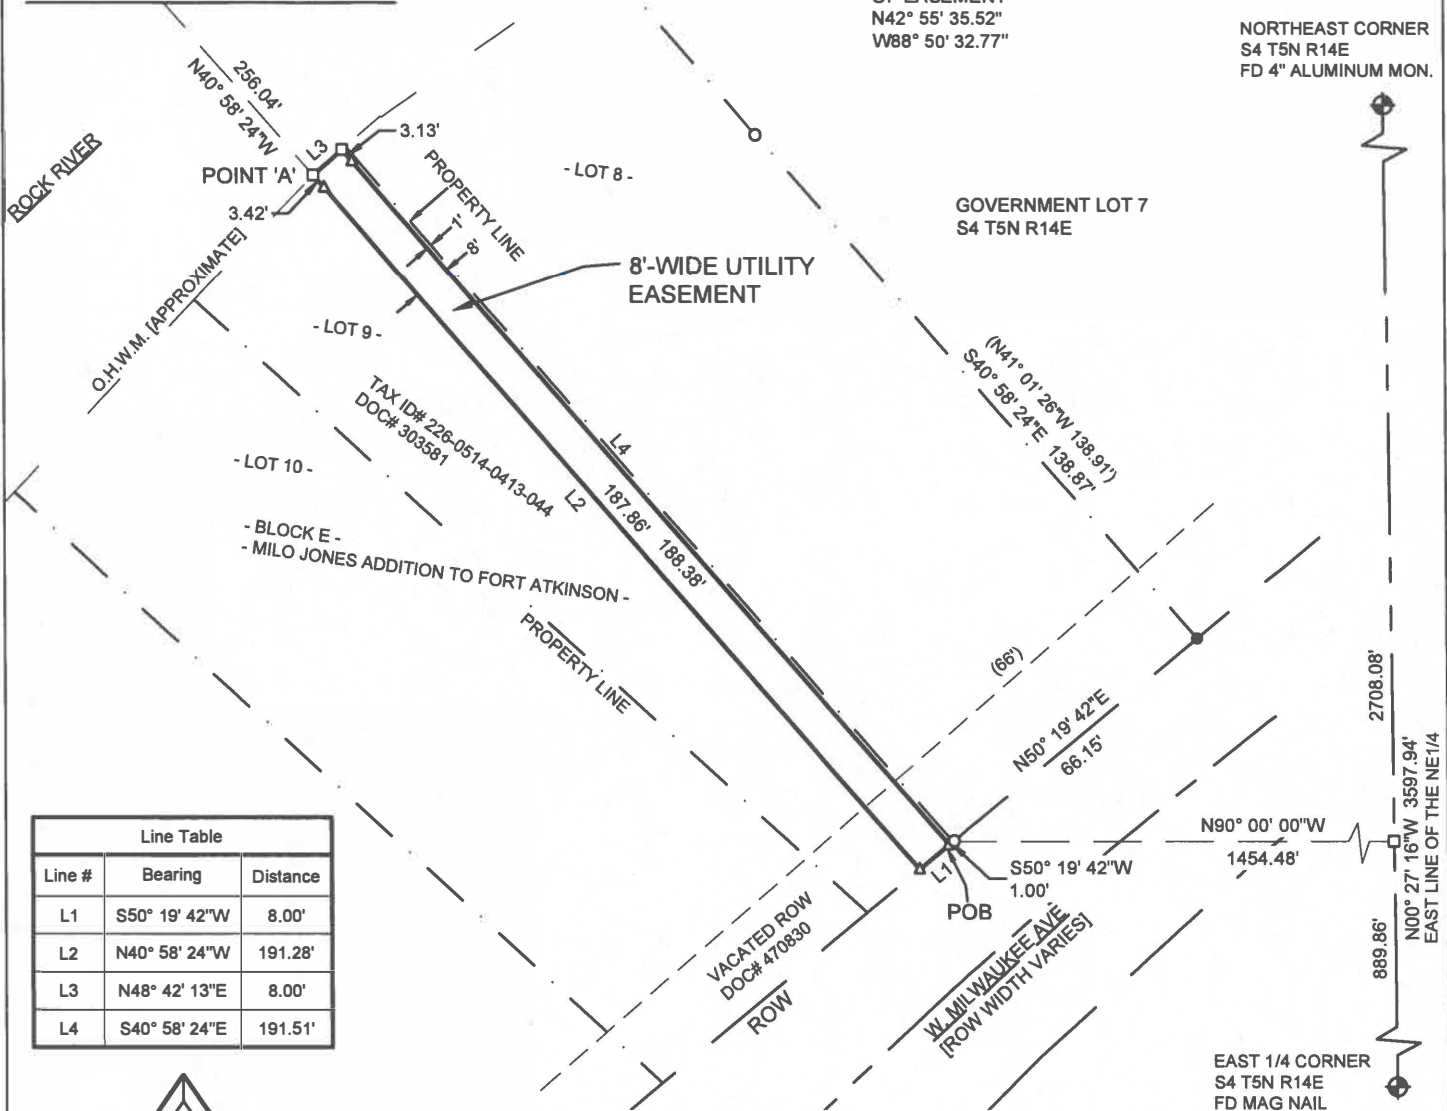 OF EASEMENT
N42° 55' 35.52"
W88° 50' 32.77"
NORTHEAST CORNER
S4 T5N R14E
FD 4" ALUMINUM MON.
256.04'
N40° 58' 24"W
ROCK RIVER
L3
3.13'
POINT 'A'
3.42'
PROPERTY LINE
- LOT 8 -
1'
8'
GOVERNMENT LOT 7
S4 T5N R14E
O.H.W.M. [APPROXIMATE]
8'-WIDE UTILITY
EASEMENT
- LOT 9 -
TAX ID# 226-0514-0413-044
DOC# 303581
(N41° 01' 26"W 138.91')
S40° 58' 24"E 138.87'
L4
- LOT 10 -
L2
187.86'
188.38'
- BLOCK E -
- MILO JONES ADDITION TO FORT ATKINSON -
PROPERTY LINE
(66')
N50° 19' 42"E
66.15'
2708.08'
N00° 27' 16"W 3597.94'
EAST LINE OF THE NE1/4
N90° 00' 00"W
1454.48'
S50° 19' 42"W
1.00'
L1
POB
889.86'
VACATED ROW
DOC# 470830
ROW
W. MILWAUKEE AVE
[ROW WIDTH VARIES]
Line Table
Line # Bearing Distance
L1 S50° 19' 42"W 8.00'
L2 N40° 58' 24"W 191.28'
L3 N48° 42' 13"E 8.00'
L4 S40° 58' 24"E 191.51'
EAST 1/4 CORNER
S4 T5N R14E
FD MAG NAIL